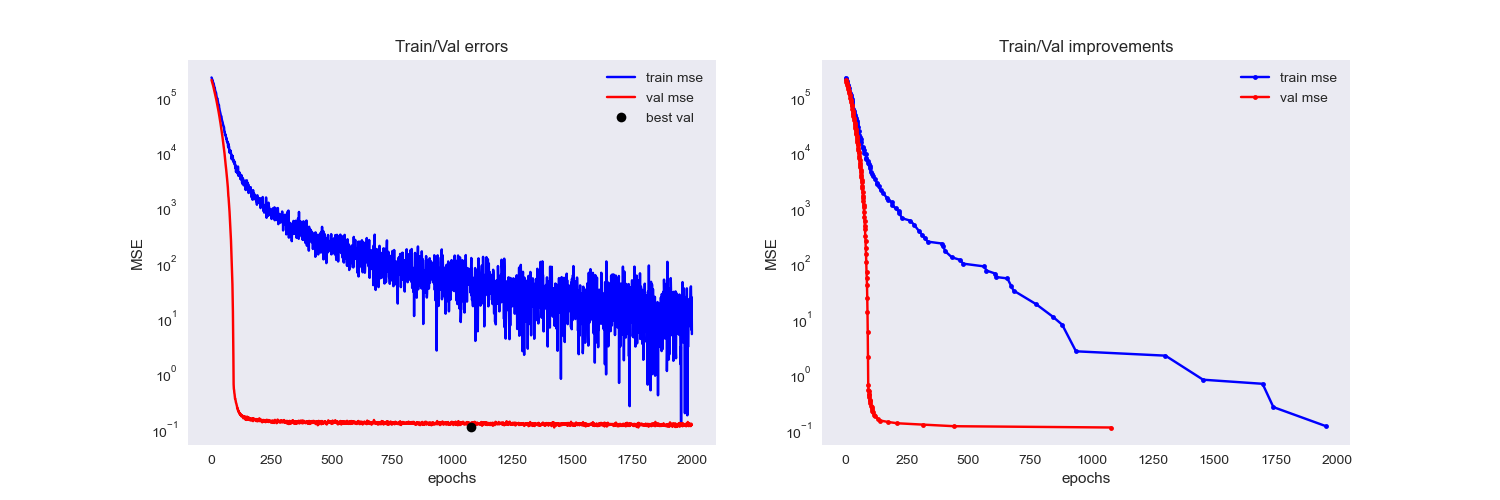 Train/Val errors
train mse
val mse
best val
MSE
10^5
10^4
10^3
10^2
10^1
10^0
10^−1
0 250 500 750 1000 1250 1500 1750 2000
epochs
Train/Val improvements
train mse
val mse
MSE
10^5
10^4
10^3
10^2
10^1
10^0
10^−1
0 250 500 750 1000 1250 1500 1750 2000
epochs